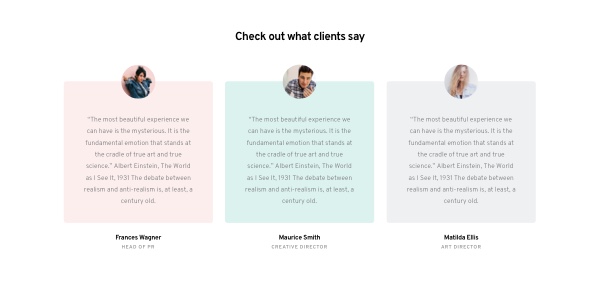 Check out what clients say
"The most beautiful experience we
can have is the mysterious. It is the
fundamental emotion that stands at
the cradle of true art and true
science." Albert Einstein, The World
as I See It, 1931 The debate between
realism and anti-realism is, at least, a
century old.
Frances Wagner
HEAD OF PR
"The most beautiful experience we
can have is the mysterious. It is the
fundamental emotion that stands at
the cradle of true art and true
science." Albert Einstein, The World
as I See It, 1931 The debate between
realism and anti-realism is, at least, a
century old.
Maurice Smith
CREATIVE DIRECTOR
"The most beautiful experience we
can have is the mysterious. It is the
fundamental emotion that stands at
the cradle of true art and true
science." Albert Einstein, The World
as I See It, 1931 The debate between
realism and anti-realism is, at least, a
century old.
Matilda Ellis
ART DIRECTOR